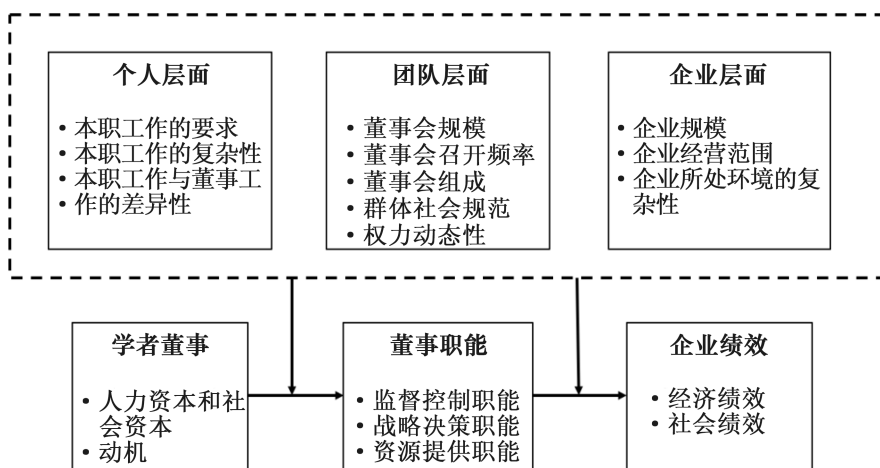 个人层面
• 本职工作的要求
• 本职工作的复杂性
• 本职工作与董事工
• 作的差异性
团队层面
• 董事会规模
• 董事会召开频率
• 董事会组成
• 群体社会规范
• 权力动态性
企业层面
• 企业规模
• 企业经营范围
• 企业所处环境的复
杂性
学者董事
• 人力资本和社
会资本
• 动机
董事职能
• 监督控制职能
• 战略决策职能
• 资源提供职能
企业绩效
• 经济绩效
• 社会绩效